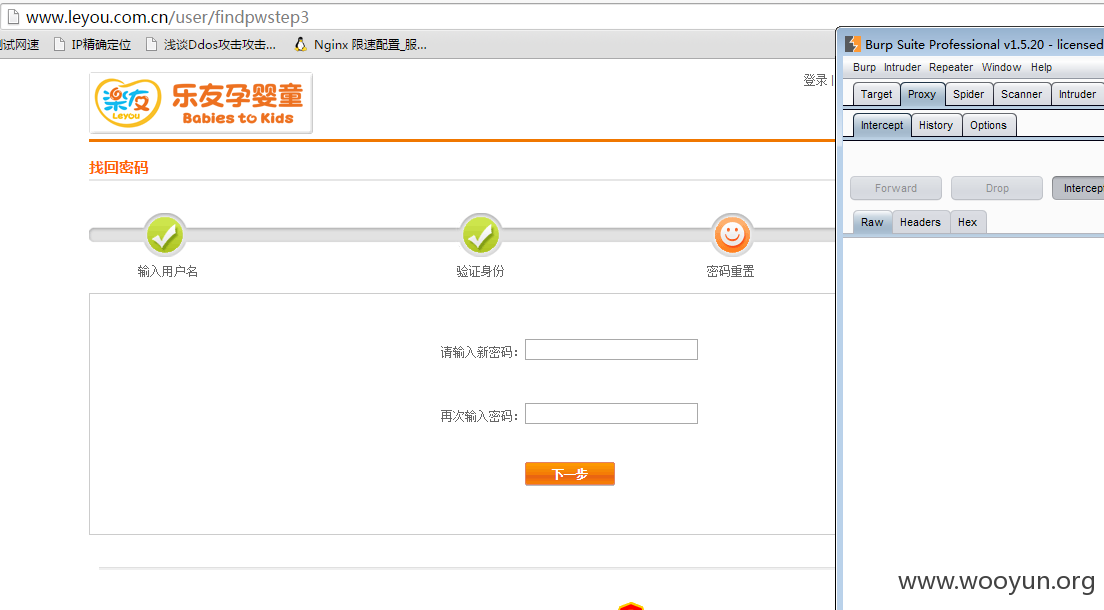 www.leyou.com.cn/user/findpwstep3
试网速 IP精确定位 浅谈Ddos攻击攻击... Nginx 限速配置_服...
乐友 LEYOU 乐友孕婴童
Babies to Kids
登录 |
找回密码
输入用户名 验证身份 密码重置
请输入新密码：
再次输入密码：
下一步
Burp Suite Professional v1.5.20 - licensed
Burp Intruder Repeater Window Help
Target Proxy Spider Scanner Intruder
Intercept History Options
Forward Drop Intercep
Raw Headers Hex
www.wooyun.org